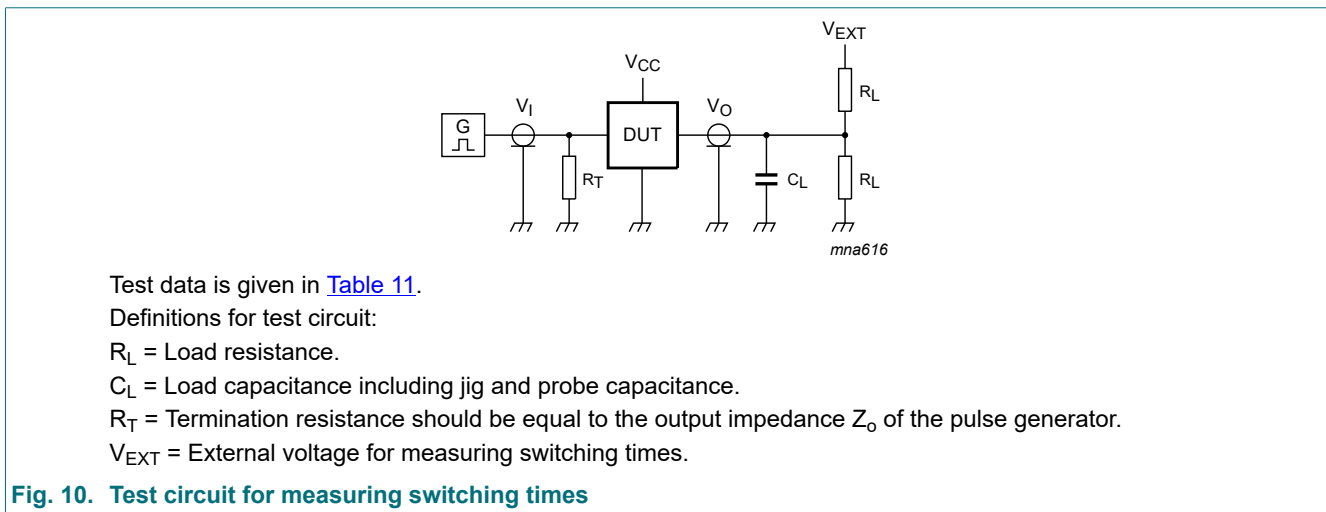 VEXT
VCC
RL
VI
VO
G
DUT
RT
CL
RL
mna616
Test data is given in Table 11.
Definitions for test circuit:
RL = Load resistance.
CL = Load capacitance including jig and probe capacitance.
RT = Termination resistance should be equal to the output impedance Zo of the pulse generator.
VEXT = External voltage for measuring switching times.
Fig. 10. Test circuit for measuring switching times